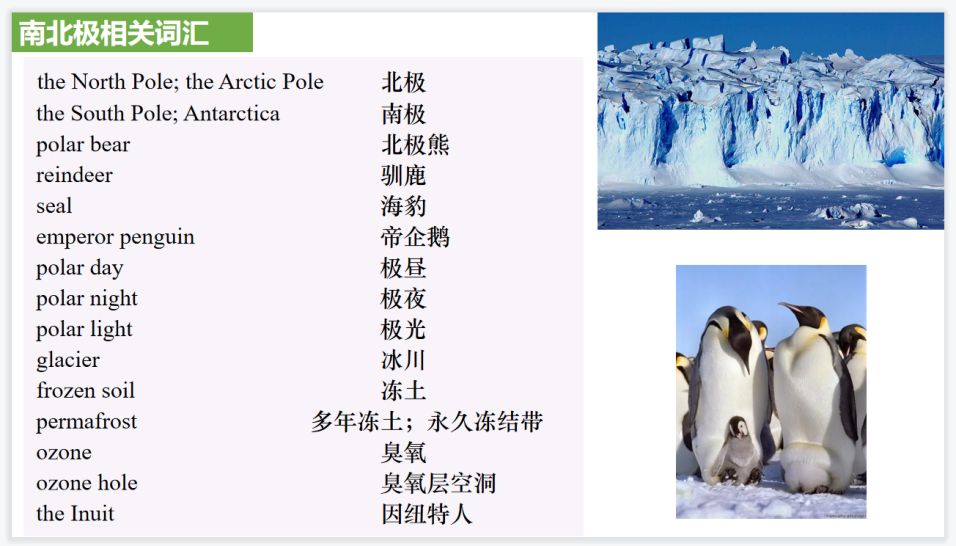 南北极相关词汇
the North Pole; the Arctic Pole 北极
the South Pole; Antarctica 南极
polar bear 北极熊
reindeer 驯鹿
seal 海豹
emperor penguin 帝企鹅
polar day 极昼
polar night 极夜
polar light 极光
glacier 冰川
frozen soil 冻土
permafrost 多年冻土；永久冻结带
ozone 臭氧
ozone hole 臭氧层空洞
the Inuit 因纽特人